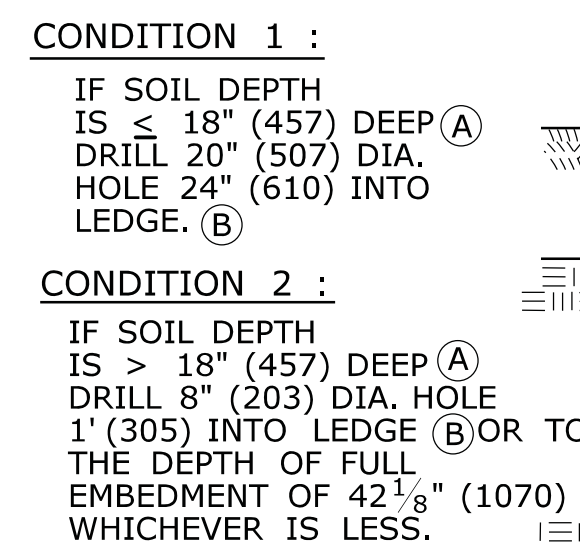 CONDITION 1 :
IF SOIL DEPTH
IS ≤ 18" (457) DEEP Ⓐ
DRILL 20" (507) DIA.
HOLE 24" (610) INTO
LEDGE. Ⓑ
CONDITION 2 :
IF SOIL DEPTH
IS > 18" (457) DEEP Ⓐ
DRILL 8" (203) DIA. HOLE
1' (305) INTO LEDGE Ⓑ OR TO
THE DEPTH OF FULL
EMBEDMENT OF 42 1/8" (1070)
WHICHEVER IS LESS.